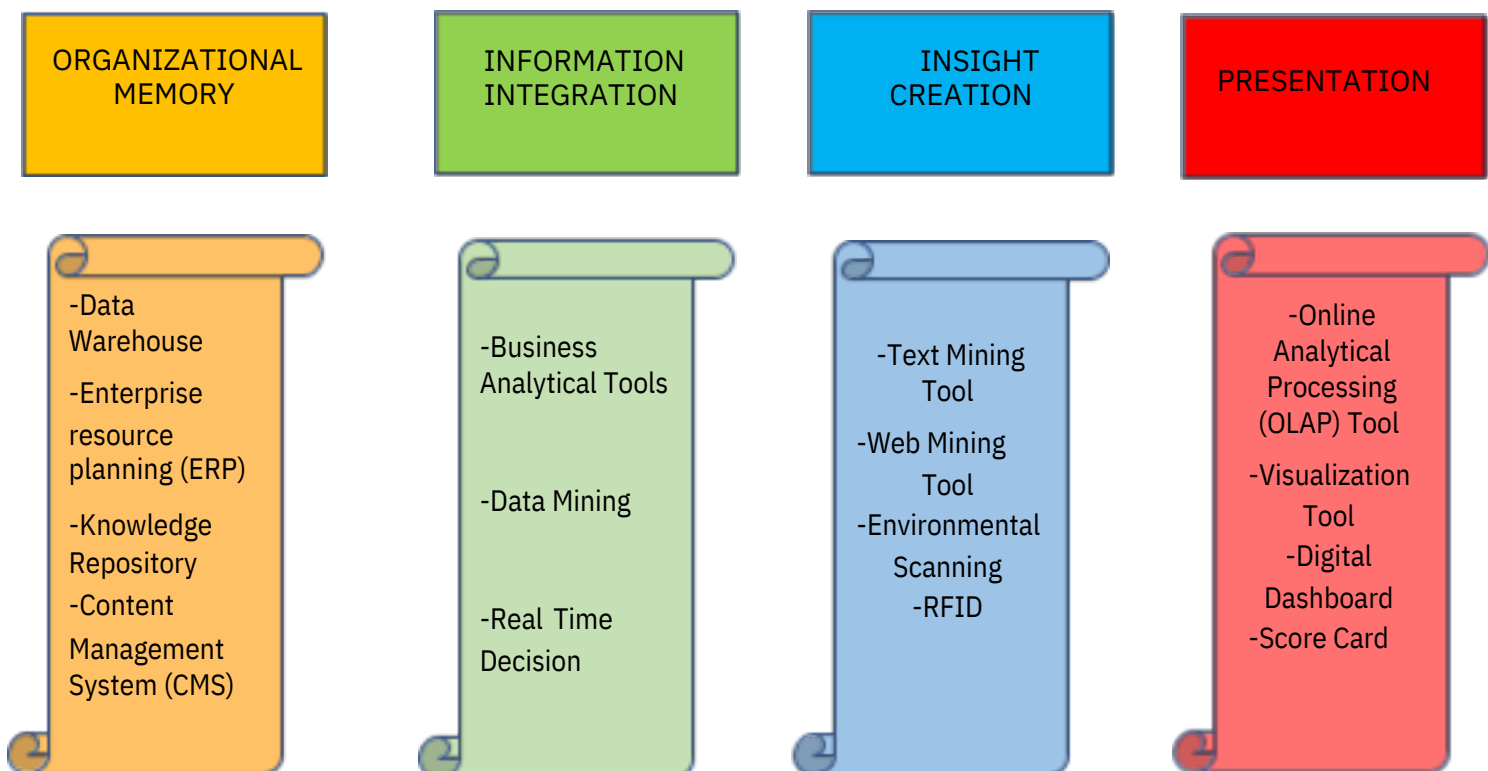 ORGANIZATIONAL
MEMORY
INFORMATION
INTEGRATION
INSIGHT
CREATION
PRESENTATION
-Data
Warehouse
-Enterprise
resource
planning (ERP)
-Knowledge
Repository
-Content
Management
System (CMS)
-Business
Analytical Tools
-Data Mining
-Real Time
Decision
-Text Mining
Tool
-Web Mining
Tool
-Environmental
Scanning
-RFID
-Online
Analytical
Processing
(OLAP) Tool
-Visualization
Tool
-Digital
Dashboard
-Score Card